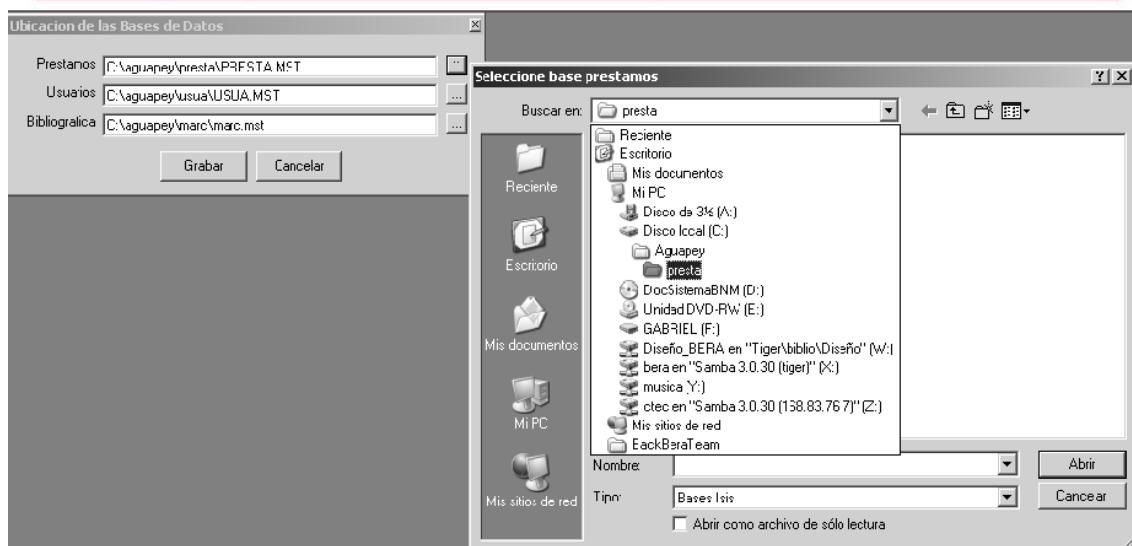 Ubicacion de las Bases de Datos
Prestamos C:\aguapey\presta\PRESTA.MST ...
Usuarios C:\aguapey\usua\USUA.MST ...
Bibliografica C:\aguapey\marc\marc.mst ...
Grabar Cancelar
Seleccione base prestamos
Buscar en: presta
Reciente
Escritorio
Mis documentos
Mi PC
Disco de 3½ (A:)
Disco local (C:)
Aguapey
presta
DocSistemaBNM (D:)
Unidad DVD-RW (E:)
GABRIEL (F:)
Diseño_BERA en "Tiger\biblio\Diseño" (W:)
bera en "Samba 3.0.30 (tiger)" (X:)
musica (Y:)
ctec en "Samba 3.0.30 (168.83.76.7)" (Z:)
Mis sitios de red
BackBeraTeam
Reciente
Escritorio
Mis documentos
Mi PC
Mis sitios de red
Nombre: Abrir
Tipo: Bases Isis Cancelar
Abrir como archivo de sólo lectura